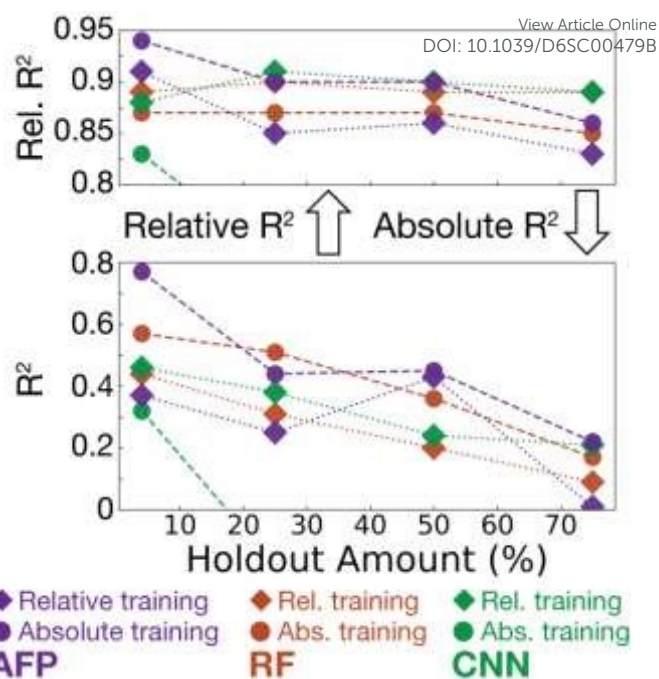 View Article Online
DOI: 10.1039/D6SC00479B
0.95
0.9
0.85
0.8
Rel. R²
Relative R² Absolute R²
0.8
0.6
0.4
0.2
0
R²
10 20 30 40 50 60 70
Holdout Amount (%)
Relative training Rel. training Rel. training
Absolute training Abs. training Abs. training
AFP RF CNN